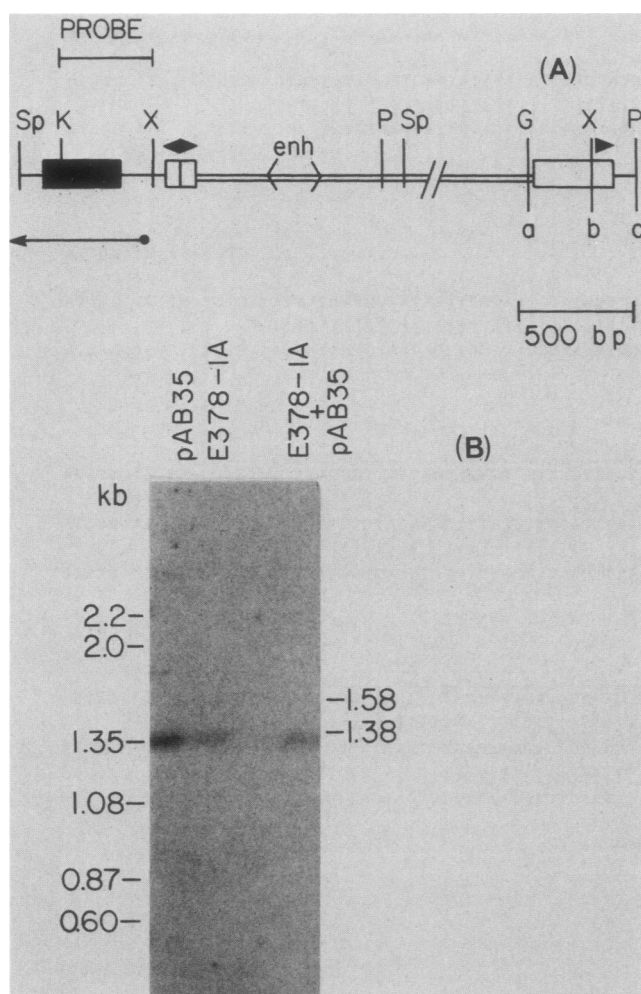 PROBE
(A)
Sp K X enh P Sp G X P
a b c
500 bp
pAB35
E378-1A
E378-1A
+
pAB35
(B)
kb
2.2-
2.0-
-1.58
-1.38
1.35-
1.08-
0.87-
0.60-